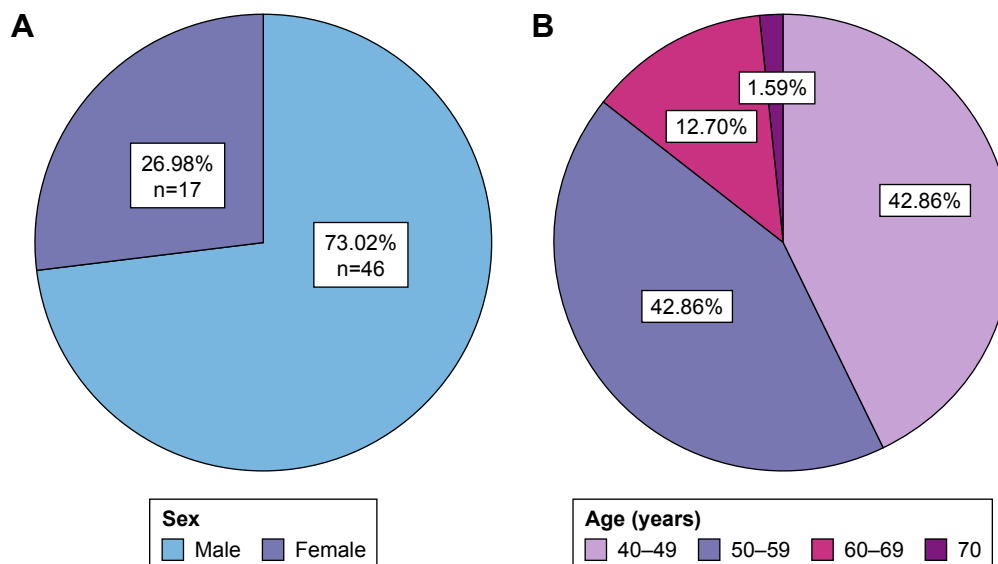 A
26.98%
n=17
73.02%
n=46
Sex
Male Female
B
1.59%
12.70%
42.86%
42.86%
Age (years)
40–49 50–59 60–69 70